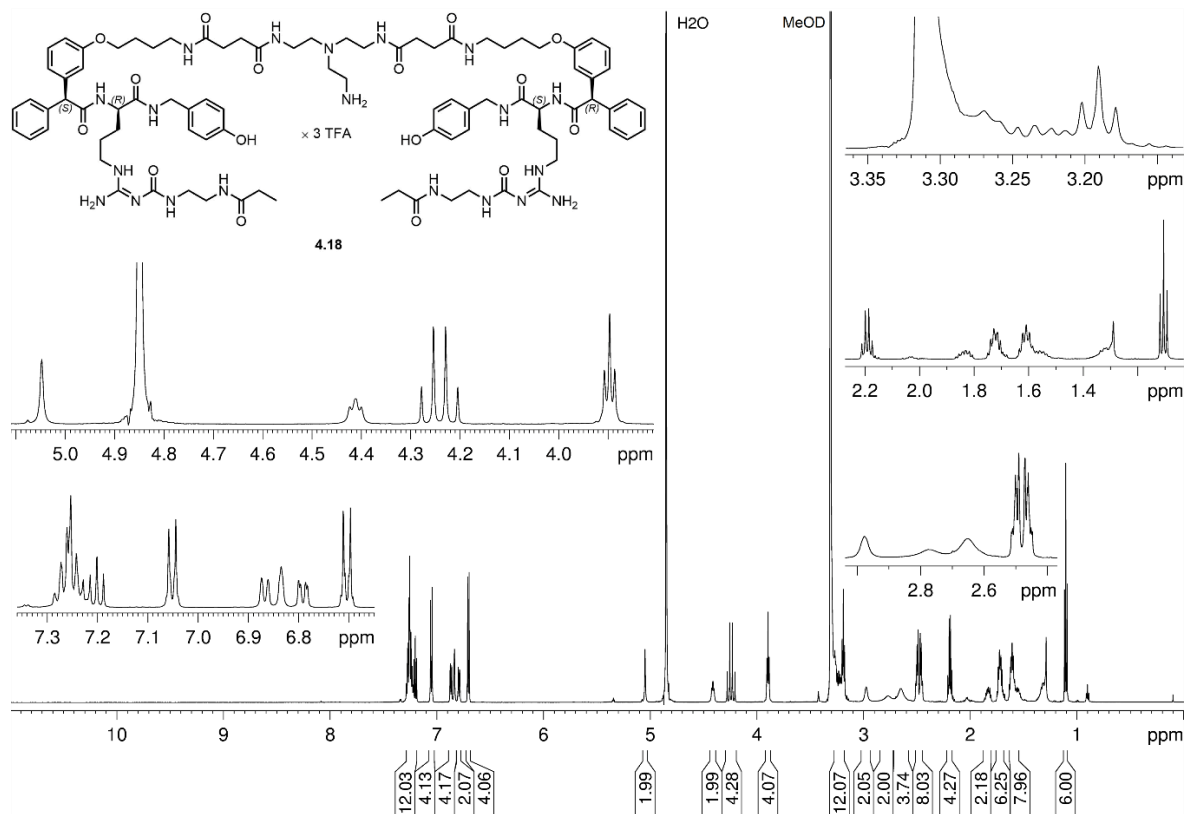 H2O MeOD
O N H O N H O N H N N H O N H O N H O
NH2
(S) O H N (R) O N H OH
× 3 TFA
HO N H O (S) H N O (R)
NH H2N N O N H H N O
O H N N H O N NH NH2
4.18
3.35 3.30 3.25 3.20 ppm
2.2 2.0 1.8 1.6 1.4 ppm
5.0 4.9 4.8 4.7 4.6 4.5 4.4 4.3 4.2 4.1 4.0 ppm
2.8 2.6 ppm
7.3 7.2 7.1 7.0 6.9 6.8 ppm
10 9 8 7 6 5 4 3 2 1 ppm
12.03 4.13 4.17 2.07 4.06 1.99 1.99 4.28 4.07 12.07 2.05 2.00 3.74 8.03 4.27 2.18 6.25 7.96 6.00